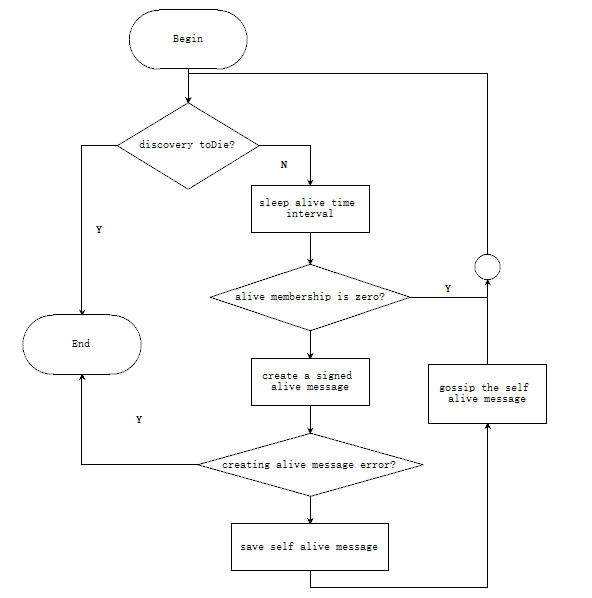 Begin
discovery toDie?
N
sleep alive time
interval
Y
alive membership is zero?
Y
End
create a signed
alive message
gossip the self
alive message
Y
creating alive message error?
save self alive message